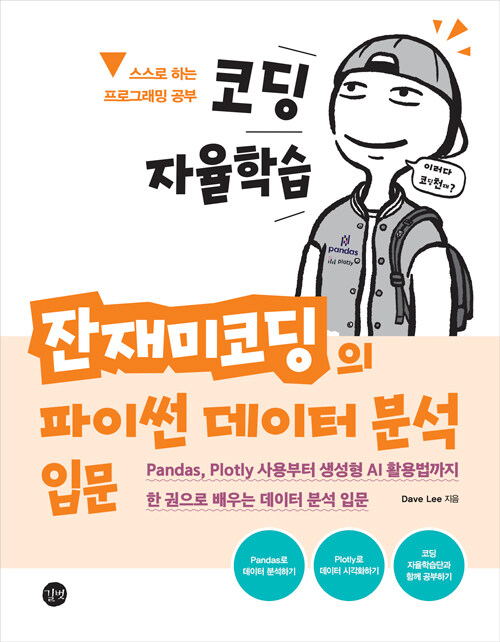 스스로 하는
프로그래밍 공부
코딩
자율학습
이러다
코딩천재?
pandas
plotly
잔재미코딩의
파이썬 데이터 분석
입문
Pandas, Plotly 사용부터 생성형 AI 활용법까지
한 권으로 배우는 데이터 분석 입문
Dave Lee 지음
Pandas로
데이터 분석하기
Plotly로
데이터 시각화하기
코딩
자율학습단과
함께 공부하기
길벗